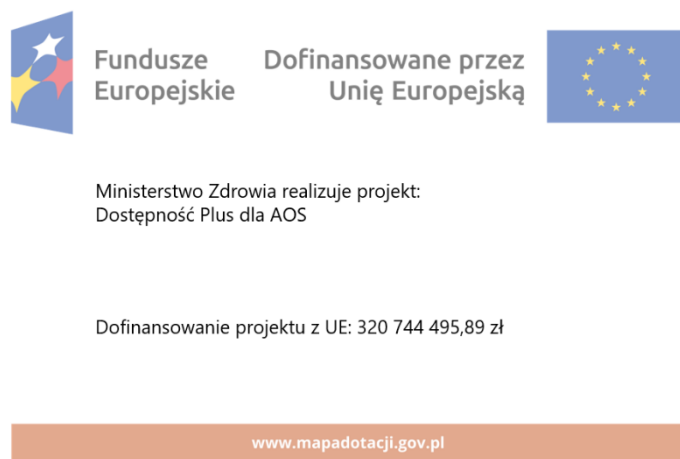 Fundusze
Europejskie
Dofinansowane przez
Unię Europejską
Ministerstwo Zdrowia realizuje projekt:
Dostępność Plus dla AOS
Dofinansowanie projektu z UE: 320 744 495,89 zł
www.mapadotacji.gov.pl